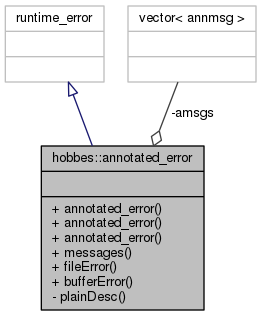 runtime_error
vector< annmsg >
-amsgs
hobbes::annotated_error
+ annotated_error()
+ annotated_error()
+ annotated_error()
+ messages()
+ fileError()
+ bufferError()
- plainDesc()